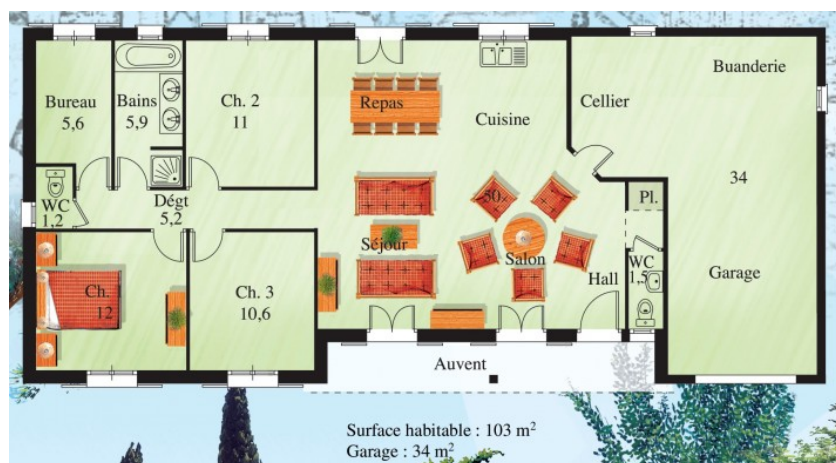 Bureau
5,6
Bains
5,9
Ch. 2
11
Repas
Cuisine
Cellier
Buanderie
WC
1,2
Dégt
5,2
50
34
Pl.
Séjour
Salon
Hall
WC
1,5
Garage
Ch. 1
12
Ch. 3
10,6
Auvent
Surface habitable : 103 m²
Garage : 34 m²